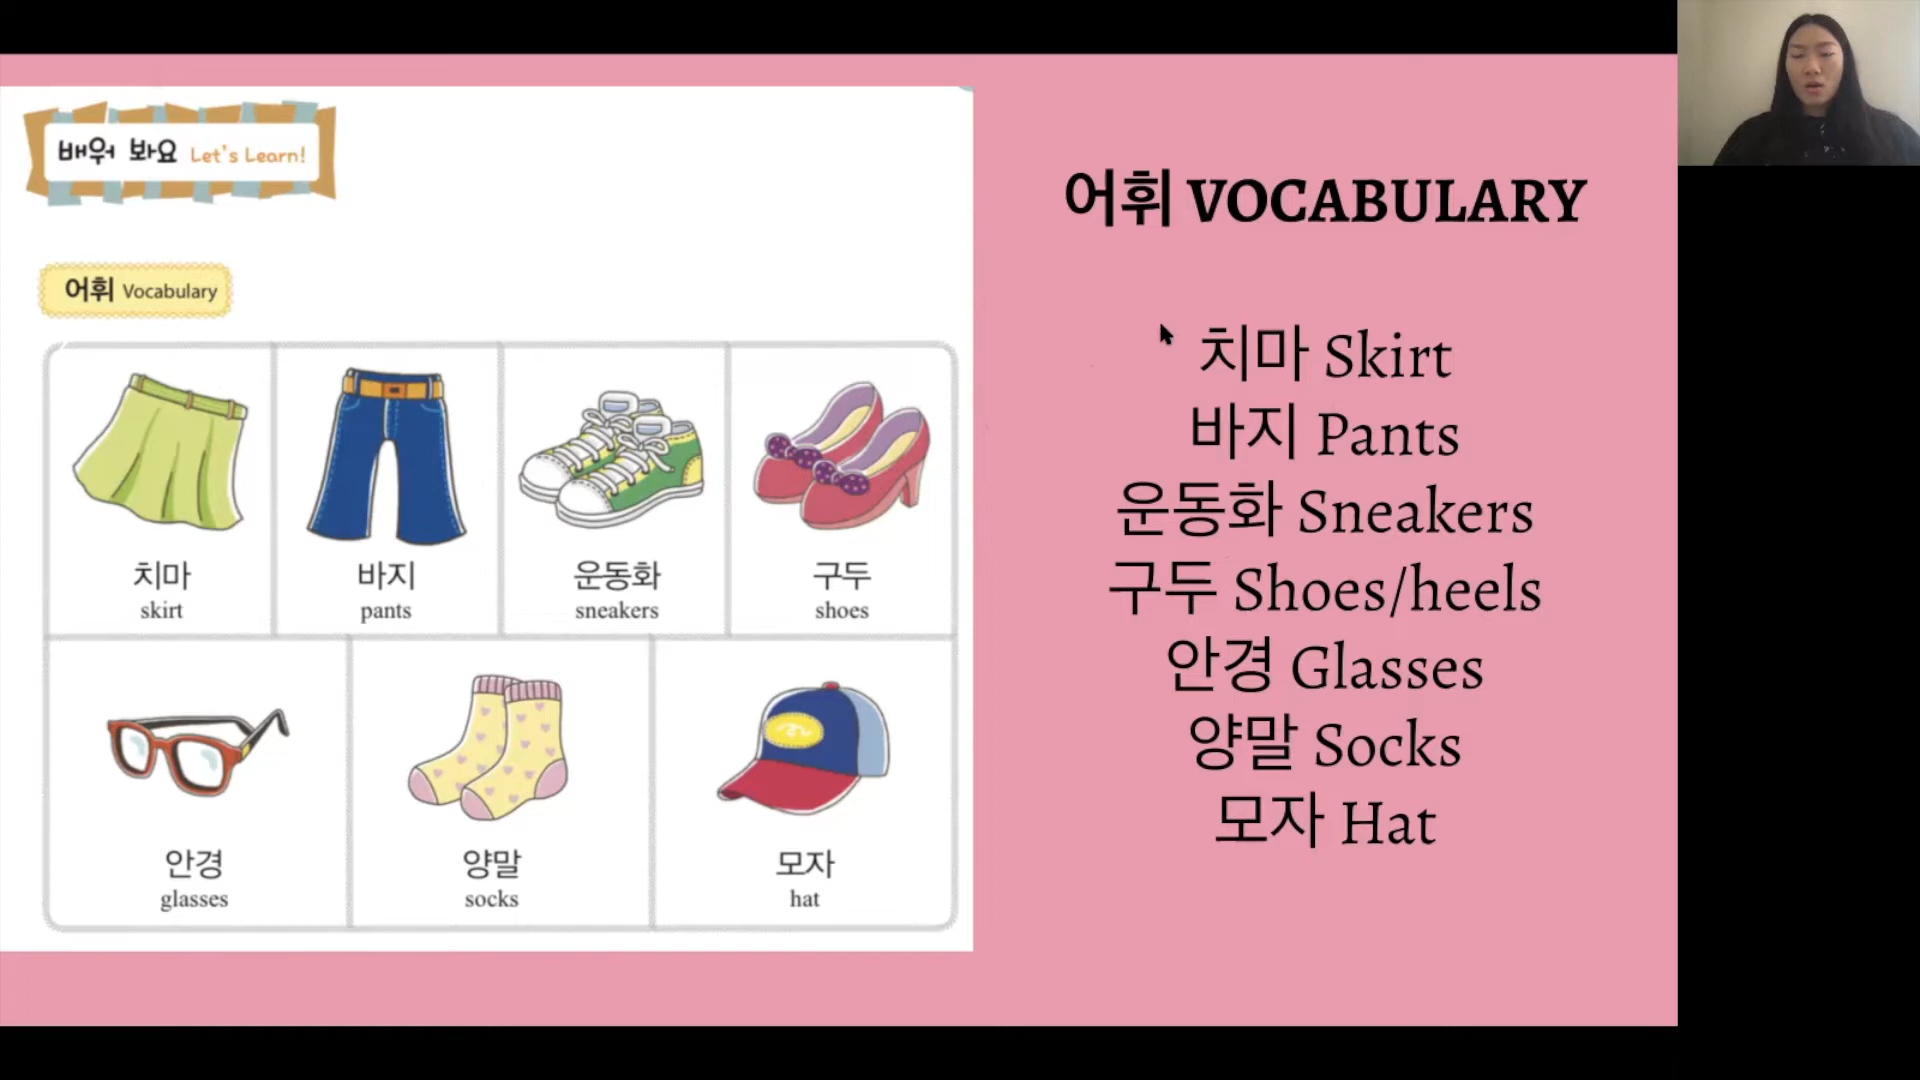 배워 봐요 Let's Learn!
어휘 Vocabulary
치마
skirt
바지
pants
운동화
sneakers
구두
shoes
안경
glasses
양말
socks
모자
hat
어휘 VOCABULARY
치마 Skirt
바지 Pants
운동화 Sneakers
구두 Shoes/heels
안경 Glasses
양말 Socks
모자 Hat